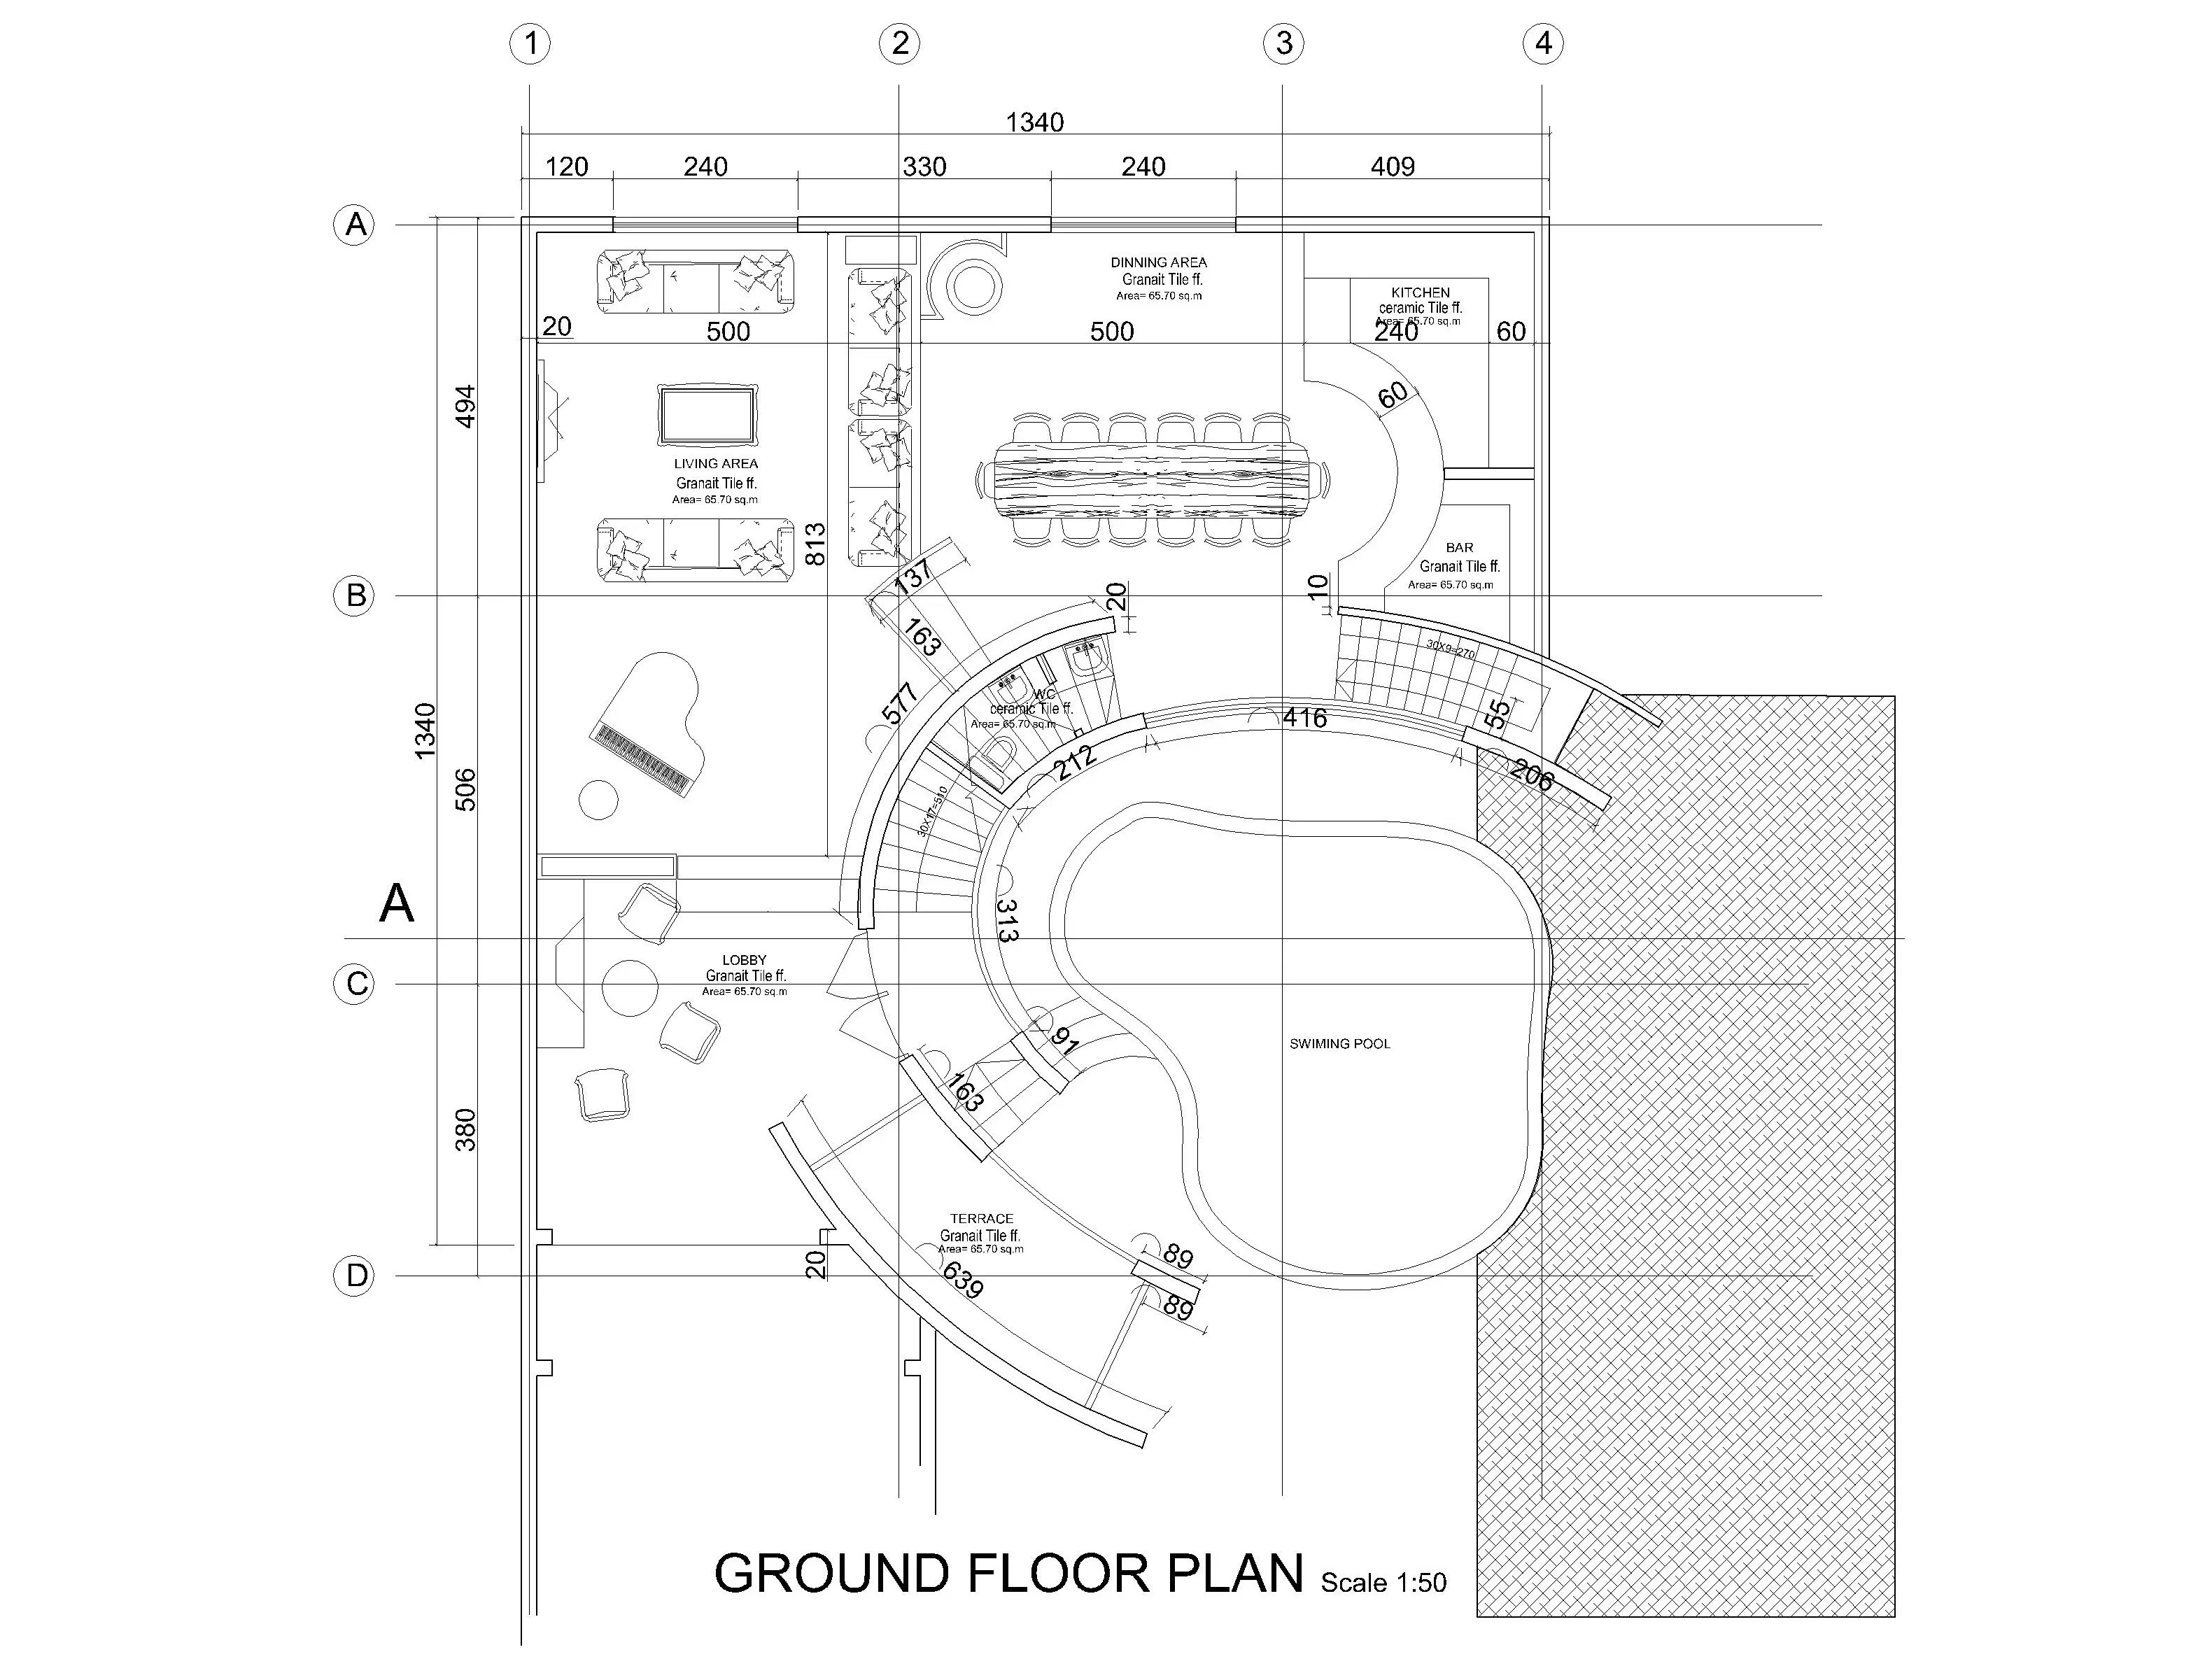 1
2
3
4
1340
120
240
330
240
409
A
DINNING AREA
Granait Tile ff.
Area= 65.70 sq.m
KITCHEN
ceramic Tile ff.
Area= 65.70 sq.m
20
500
500
240
60
494
60
LIVING AREA
Granait Tile ff.
Area= 65.70 sq.m
813
BAR
Granait Tile ff.
Area= 65.70 sq.m
B
137
20
10
163
30X9=270
577
WC
ceramic Tile ff.
Area= 65.70 sq.m
1340
506
416
55
212
206
30X17=510
A
313
LOBBY
Granait Tile ff.
Area= 65.70 sq.m
C
91
SWIMING POOL
163
380
TERRACE
Granait Tile ff.
Area= 65.70 sq.m
20
89
D
639
89
GROUND FLOOR PLAN Scale 1:50